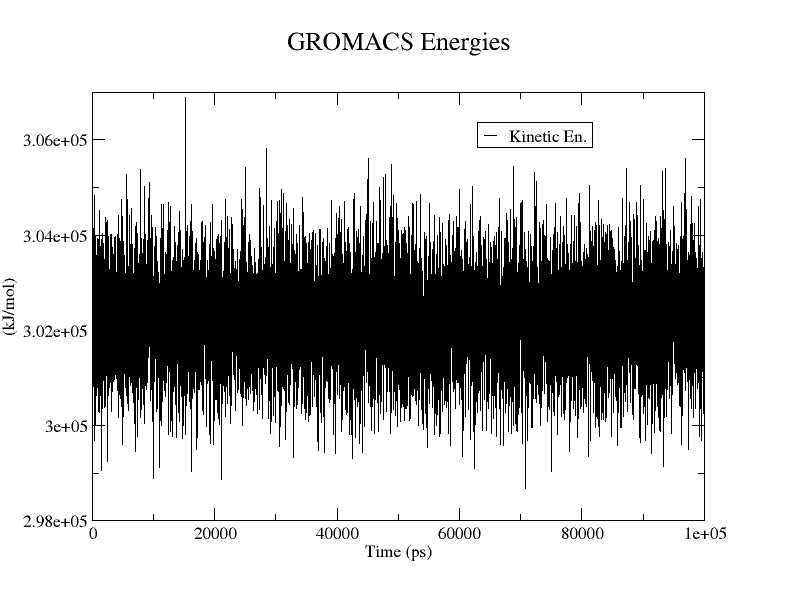 GROMACS Energies
Kinetic En.
3.06e+05
3.04e+05
3.02e+05
3e+05
2.98e+05
(kJ/mol)
0 20000 40000 60000 80000 1e+05
Time (ps)